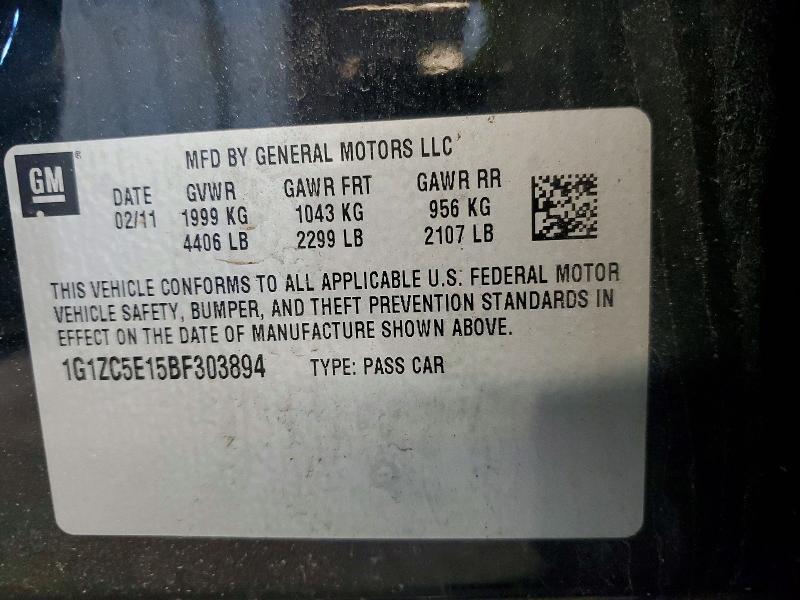 MFD BY GENERAL MOTORS LLC
GM ®
DATE GVWR GAWR FRT GAWR RR
02/11 1999 KG 1043 KG 956 KG
4406 LB 2299 LB 2107 LB
THIS VEHICLE CONFORMS TO ALL APPLICABLE U.S. FEDERAL MOTOR
VEHICLE SAFETY, BUMPER, AND THEFT PREVENTION STANDARDS IN
EFFECT ON THE DATE OF MANUFACTURE SHOWN ABOVE.
1G1ZC5E15BF303894 TYPE: PASS CAR